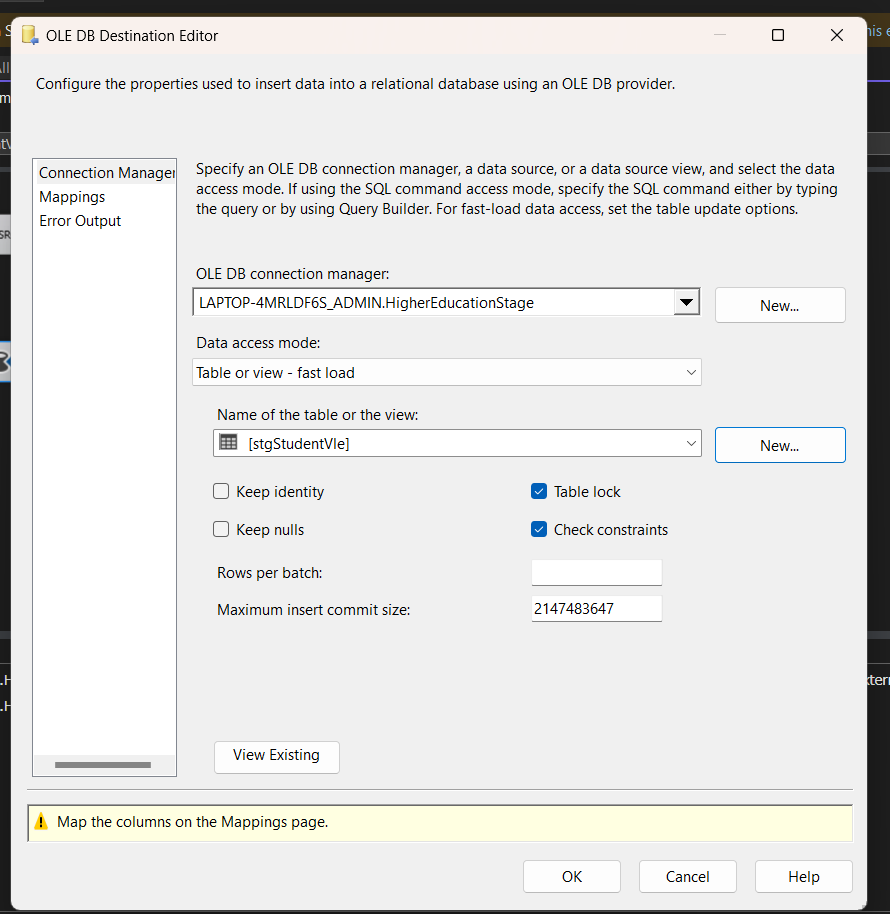 OLE DB Destination Editor
Configure the properties used to insert data into a relational database using an OLE DB provider.
Connection Manager
Mappings
Error Output
Specify an OLE DB connection manager, a data source, or a data source view, and select the data
access mode. If using the SQL command access mode, specify the SQL command either by typing
the query or by using Query Builder. For fast-load data access, set the table update options.
OLE DB connection manager:
LAPTOP-4MRLDF6S_ADMIN.HigherEducationStage
New...
Data access mode:
Table or view - fast load
Name of the table or the view:
[stgStudentVle]
New...
Keep identity
Table lock
Keep nulls
Check constraints
Rows per batch:
Maximum insert commit size:
2147483647
View Existing
Map the columns on the Mappings page.
OK
Cancel
Help